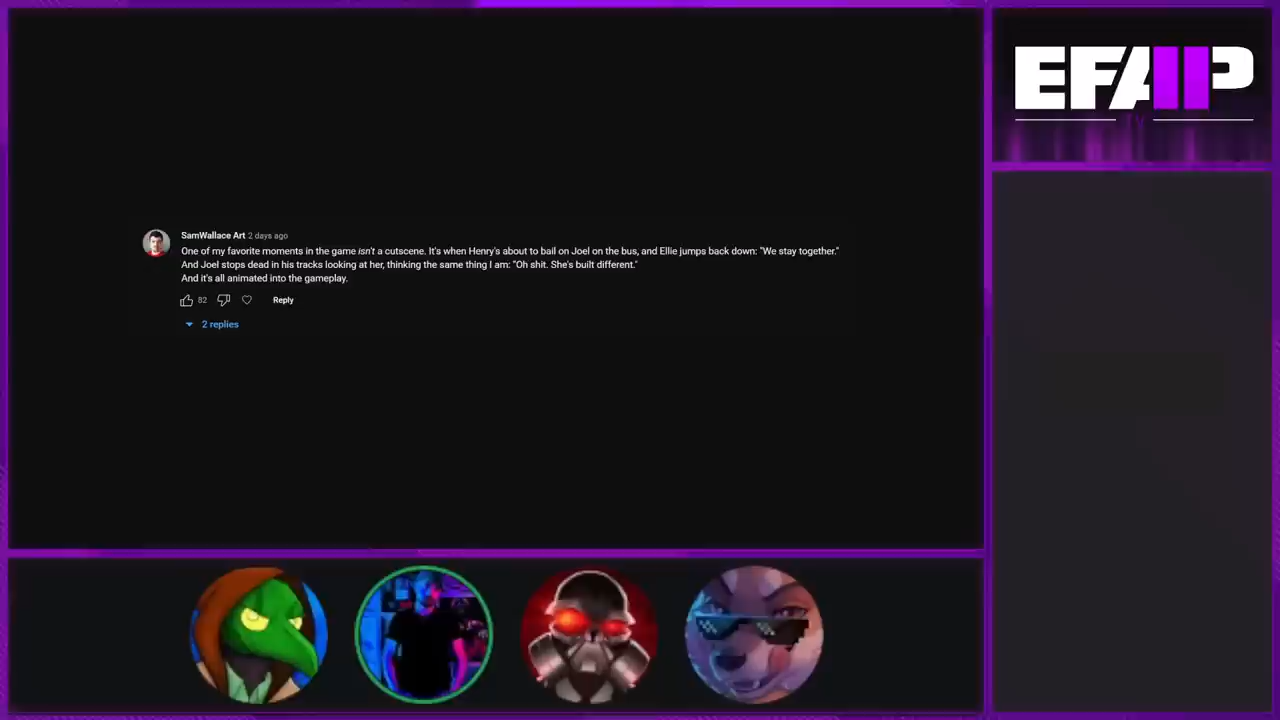 EFAP
TV
SamWallace Art 2 days ago
One of my favorite moments in the game isn't a cutscene. It's when Henry's about to bail on Joel on the bus, and Ellie jumps back down: "We stay together."
And Joel stops dead in his tracks looking at her, thinking the same thing I am: "Oh shit. She's built different."
And it's all animated into the gameplay.
82 Reply
2 replies